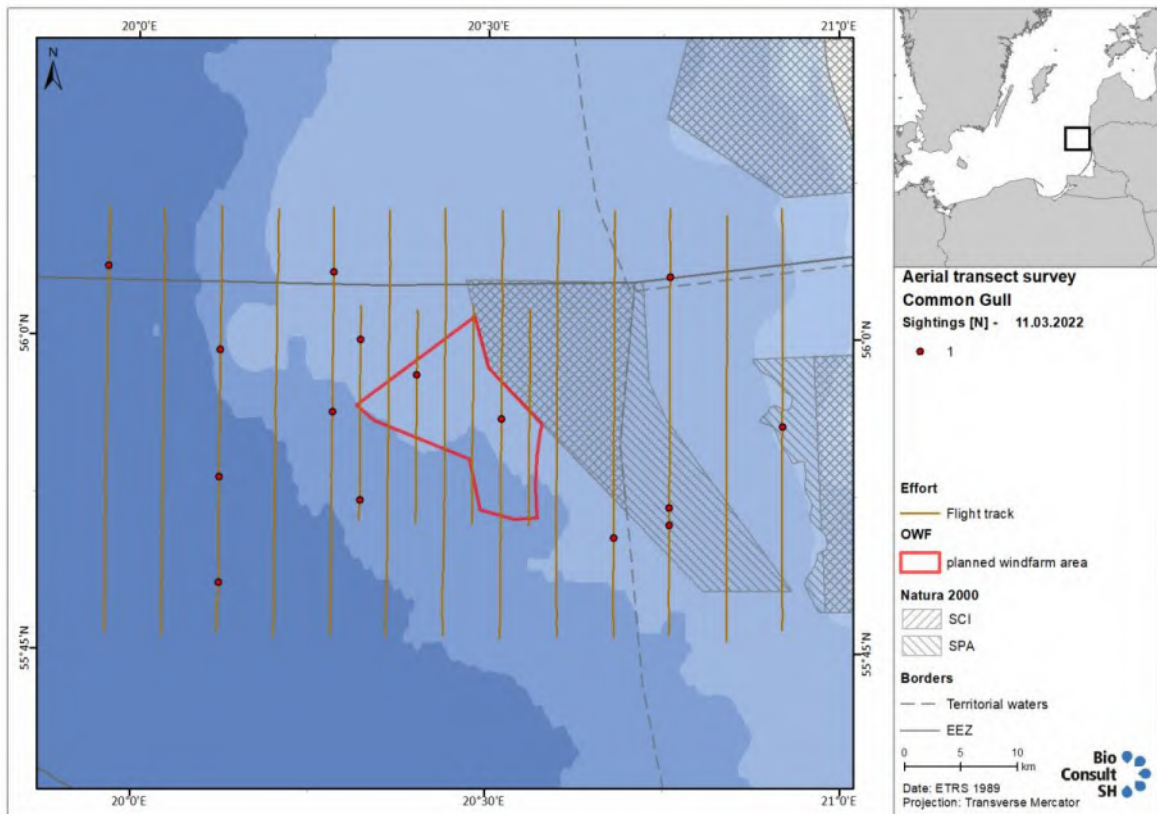 20°0'E 20°30'E 21°0'E
N
56°0'N
56°0'N
55°45'N
55°45'N
20°0'E 20°30'E 21°0'E
Aerial transect survey
Common Gull
Sightings [N] - 11.03.2022
1
Effort
Flight track
OWF
planned windfarm area
Natura 2000
SCI
SPA
Borders
Territorial waters
EEZ
0 5 10
km
Date: ETRS 1989
Projection: Transverse Mercator
Bio
Consult
SH